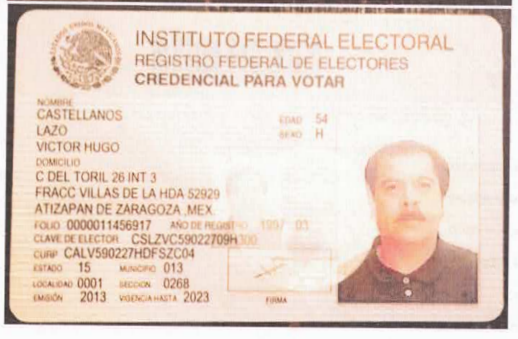 INSTITUTO FEDERAL ELECTORAL
REGISTRO FEDERAL DE ELECTORES
CREDENCIAL PARA VOTAR
NOMBRE
CASTELLANOS
LAZO
VICTOR HUGO
EDAD 54
SEXO H
DOMICILIO
C DEL TORIL 26 INT 3
FRACC VILLAS DE LA HDA 52929
ATIZAPAN DE ZARAGOZA ,MEX.
FOLIO 0000011456917 AÑO DE REGISTRO 1997 03
CLAVE DE ELECTOR CSLZVC59022709H300
CURP CALV590227HDFSZC04
ESTADO 15 MUNICIPIO 013
LOCALIDAD 0001 SECCION 0268
EMISIÓN 2013 VIGENCIA HASTA 2023
FIRMA